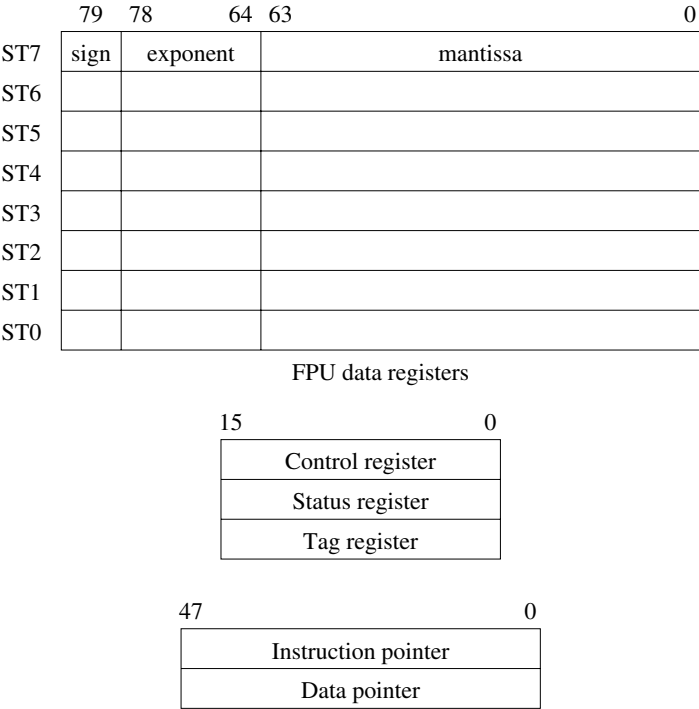 79 78 64 63 0
ST7 sign exponent mantissa
ST6
ST5
ST4
ST3
ST2
ST1
ST0
FPU data registers
15 0
Control register
Status register
Tag register
47 0
Instruction pointer
Data pointer